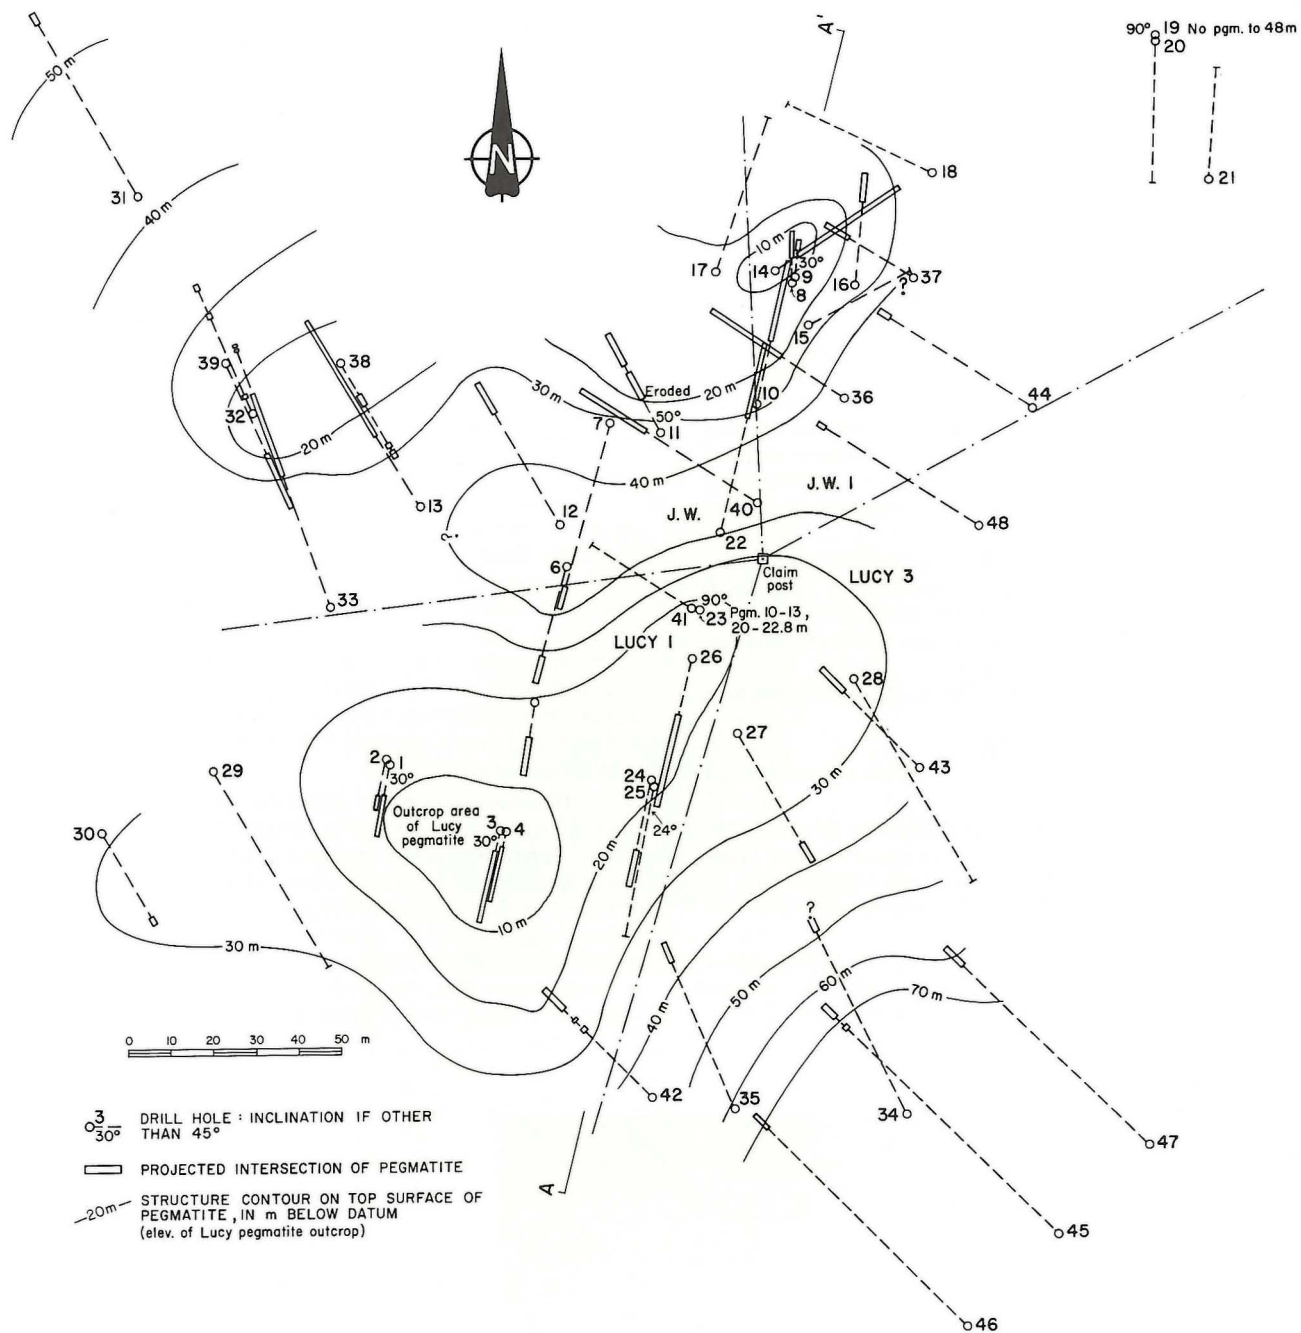 A'
90° 19 No pgm. to 48 m
20
50 m
N
18
21
31
40 m
10 m
17
14
30°
9
37
16
?
8
15
39
38
Eroded
20 m
10
44
30 m
32
50°
36
7
11
20 m
40 m
J.W. I
13
12
40
J.W.
48
?
22
6
Claim
post
LUCY 3
33
90°
41
23
Pgm. 10-13,
20-22.8 m
LUCY I
26
28
27
2
1
29
30°
24
43
25
30 m
Outcrop area
of Lucy
pegmatite
3
4
24°
30
30°
20 m
?
10 m
30 m
50 m
60 m
70 m
40 m
0 10 20 30 40 50 m
42
35
34
3
30°
DRILL HOLE : INCLINATION IF OTHER
THAN 45°
47
PROJECTED INTERSECTION OF PEGMATITE
A
-20m-
STRUCTURE CONTOUR ON TOP SURFACE OF
PEGMATITE, IN m BELOW DATUM
(elev. of Lucy pegmatite outcrop)
45
46